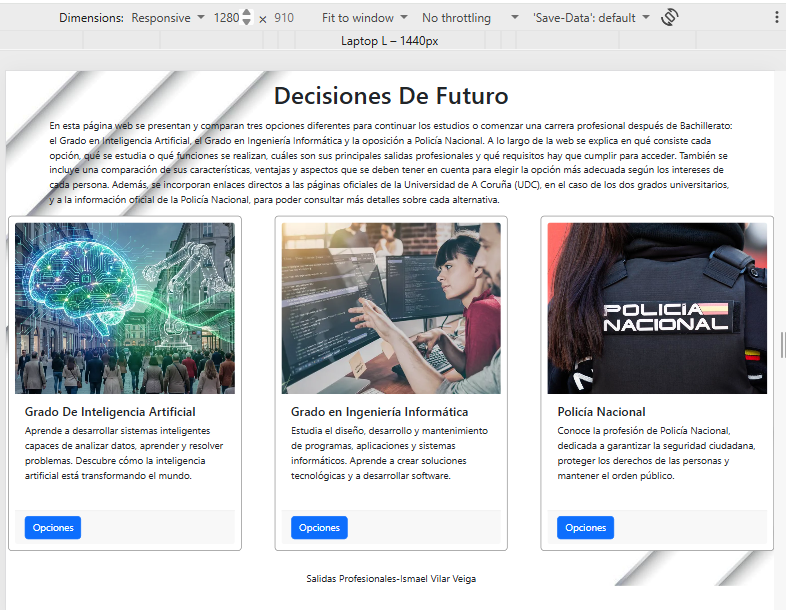 Dimensions: Responsive 1280 × 910 Fit to window No throttling 'Save-Data': default
Laptop L – 1440px
Decisiones De Futuro
En esta página web se presentan y comparan tres opciones diferentes para continuar los estudios o comenzar una carrera profesional después de Bachillerato:
el Grado en Inteligencia Artificial, el Grado en Ingeniería Informática y la oposición a Policía Nacional. A lo largo de la web se explica en qué consiste cada
opción, qué se estudia o qué funciones se realizan, cuáles son sus principales salidas profesionales y qué requisitos hay que cumplir para acceder. También se
incluye una comparación de sus características, ventajas y aspectos que se deben tener en cuenta para elegir la opción más adecuada según los intereses de
cada persona. Además, se incorporan enlaces directos a las páginas oficiales de la Universidad de A Coruña (UDC), en el caso de los dos grados universitarios,
y a la información oficial de la Policía Nacional, para poder consultar más detalles sobre cada alternativa.
POLICIA
NACIONAL
Grado De Inteligencia Artificial
Aprende a desarrollar sistemas inteligentes
capaces de analizar datos, aprender y resolver
problemas. Descubre cómo la inteligencia
artificial está transformando el mundo.
Opciones
Grado en Ingeniería Informática
Estudia el diseño, desarrollo y mantenimiento
de programas, aplicaciones y sistemas
informáticos. Aprende a crear soluciones
tecnológicas y a desarrollar software.
Opciones
Policía Nacional
Conoce la profesión de Policía Nacional,
dedicada a garantizar la seguridad ciudadana,
proteger los derechos de las personas y
mantener el orden público.
Opciones
Salidas Profesionales-Ismael Vilar Veiga